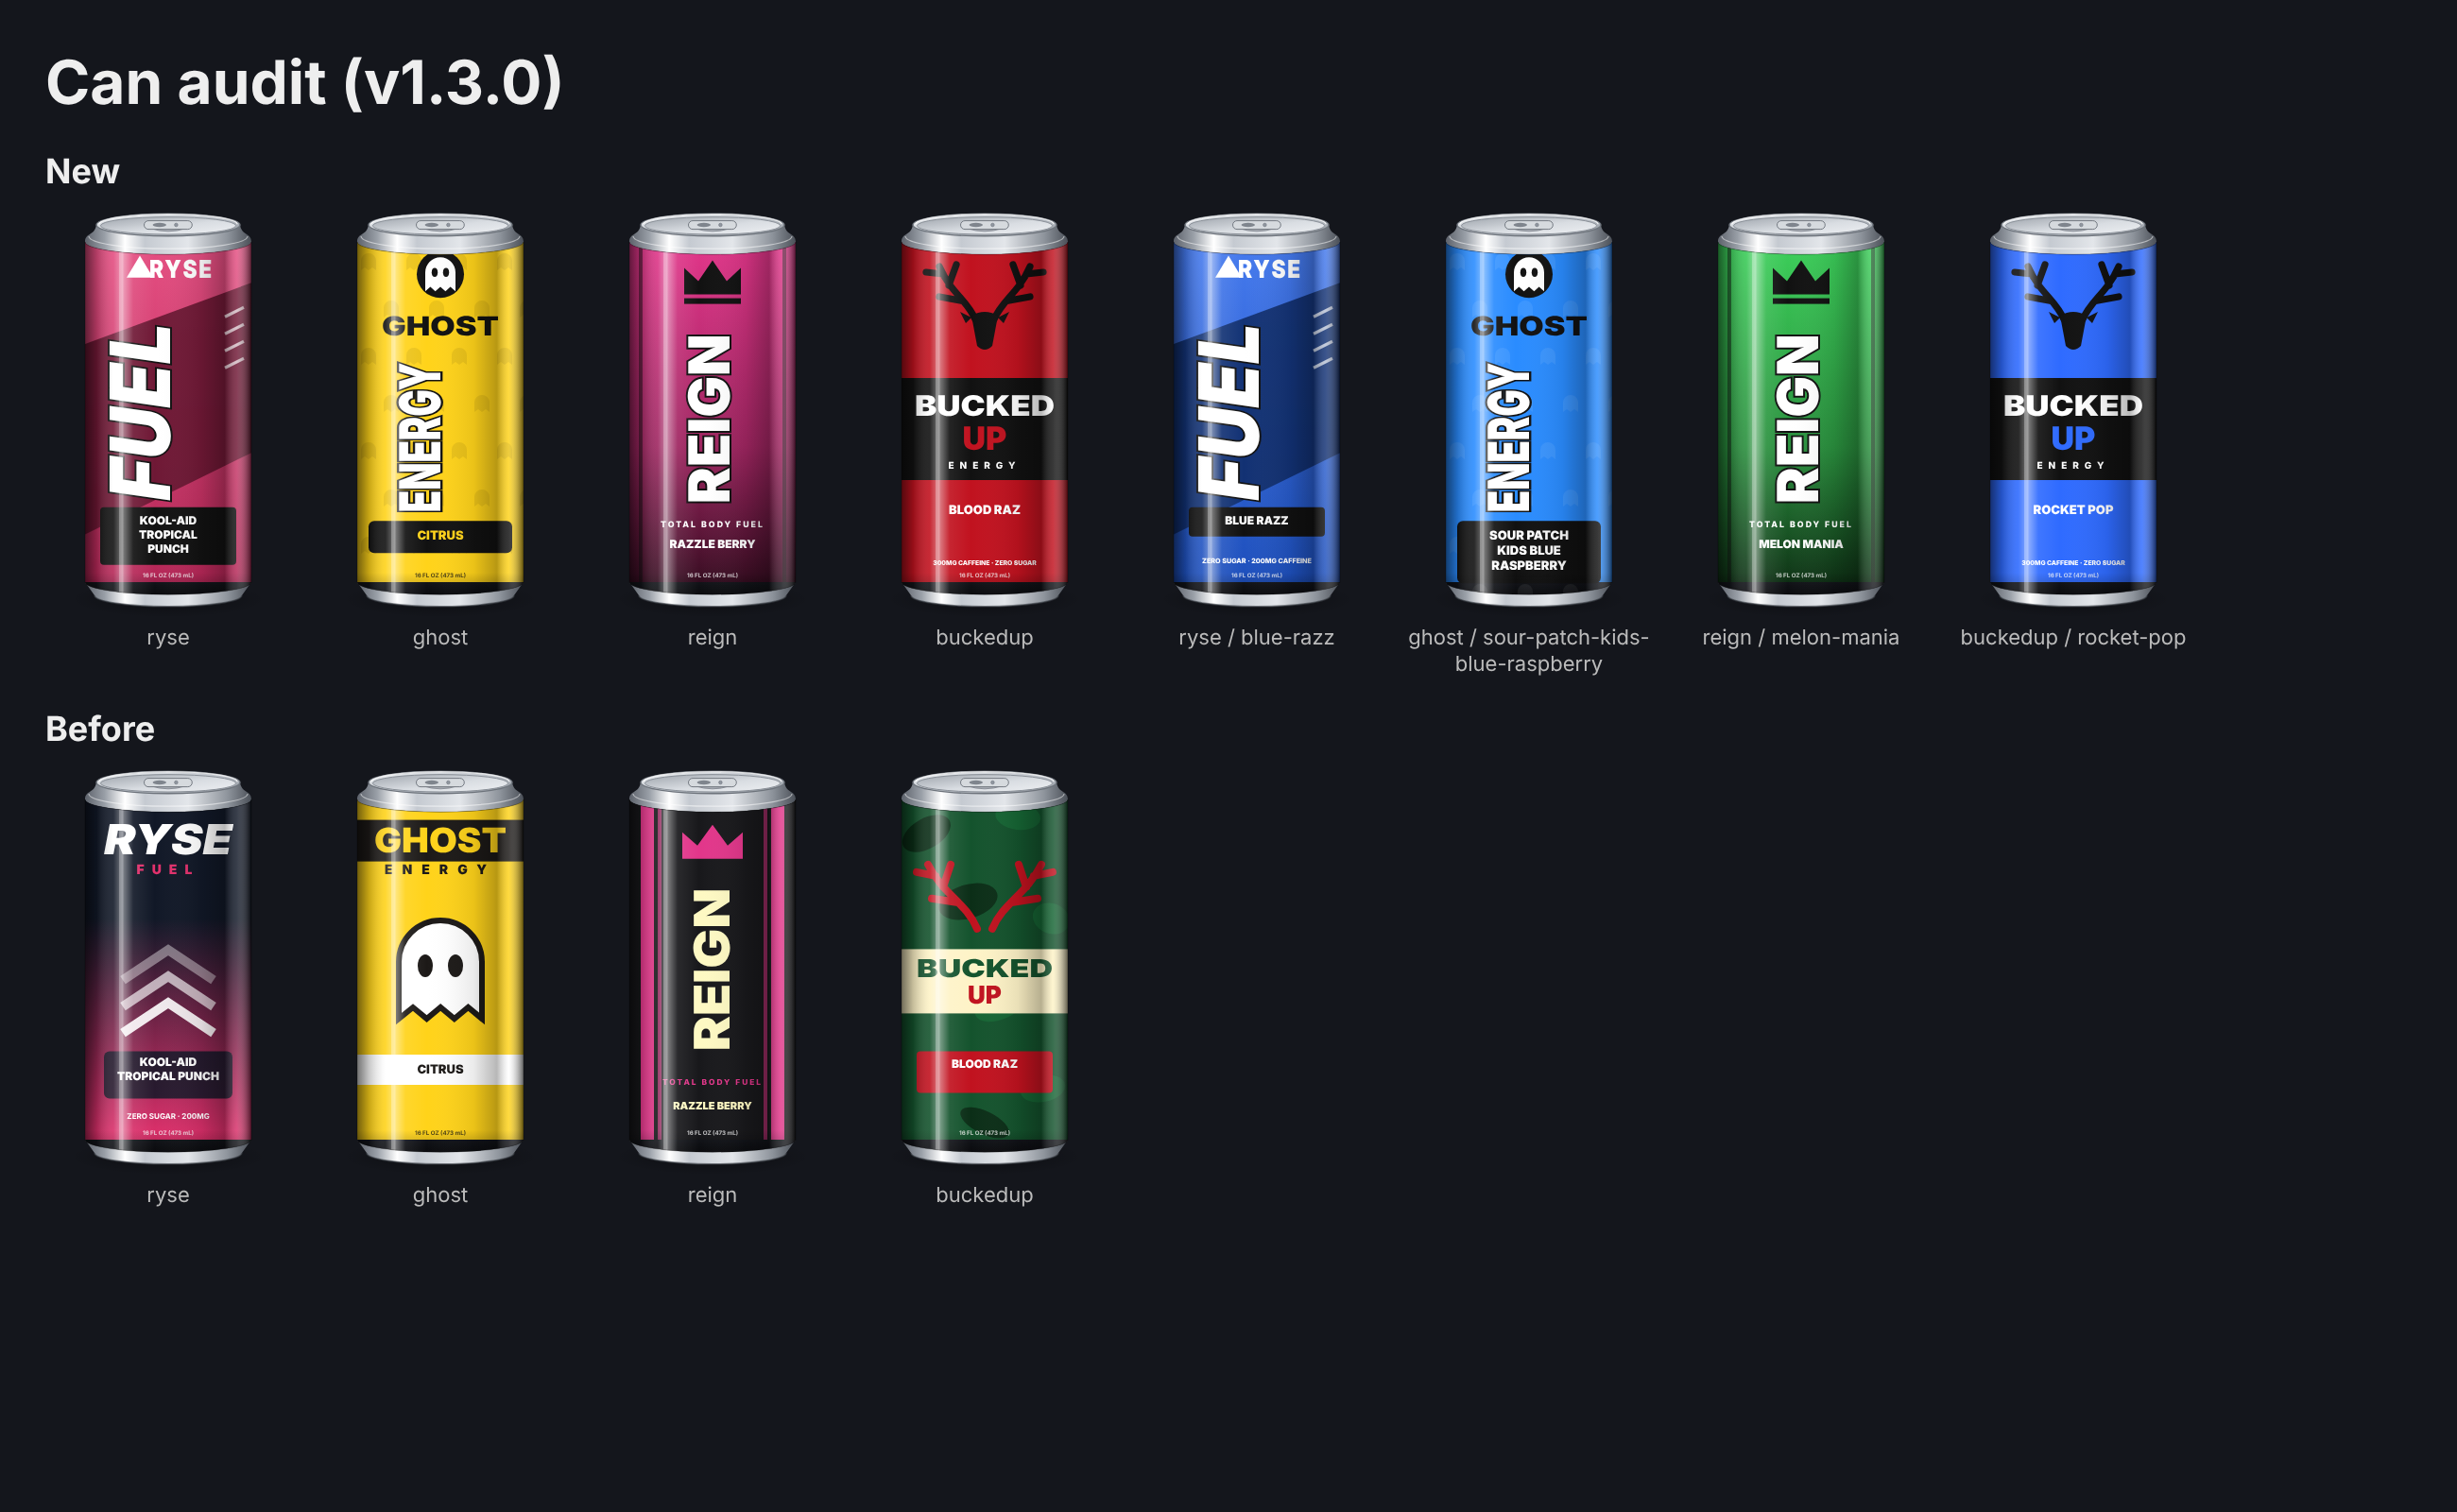 Can audit (v1.3.0)
New
RYSE
FUEL
KOOL-AID
TROPICAL
PUNCH
16 FL OZ (473 mL)
ryse
GHOST
ENERGY
CITRUS
16 FL OZ (473 mL)
ghost
REIGN
TOTAL BODY FUEL
RAZZLE BERRY
16 FL OZ (473 mL)
reign
BUCKED
UP
ENERGY
BLOOD RAZ
300MG CAFFEINE · ZERO SUGAR
16 FL OZ (473 mL)
buckedup
RYSE
FUEL
BLUE RAZZ
ZERO SUGAR · 200MG CAFFEINE
16 FL OZ (473 mL)
ryse / blue-razz
GHOST
ENERGY
SOUR PATCH
KIDS BLUE
RASPBERRY
ghost / sour-patch-kids-
blue-raspberry
REIGN
TOTAL BODY FUEL
MELON MANIA
16 FL OZ (473 mL)
reign / melon-mania
BUCKED
UP
ENERGY
ROCKET POP
300MG CAFFEINE · ZERO SUGAR
16 FL OZ (473 mL)
buckedup / rocket-pop
Before
RYSE
FUEL
KOOL-AID
TROPICAL PUNCH
ZERO SUGAR · 200MG
16 FL OZ (473 mL)
ryse
GHOST
ENERGY
CITRUS
16 FL OZ (473 mL)
ghost
REIGN
TOTAL BODY FUEL
RAZZLE BERRY
16 FL OZ (473 mL)
reign
BUCKED
UP
BLOOD RAZ
16 FL OZ (473 mL)
buckedup